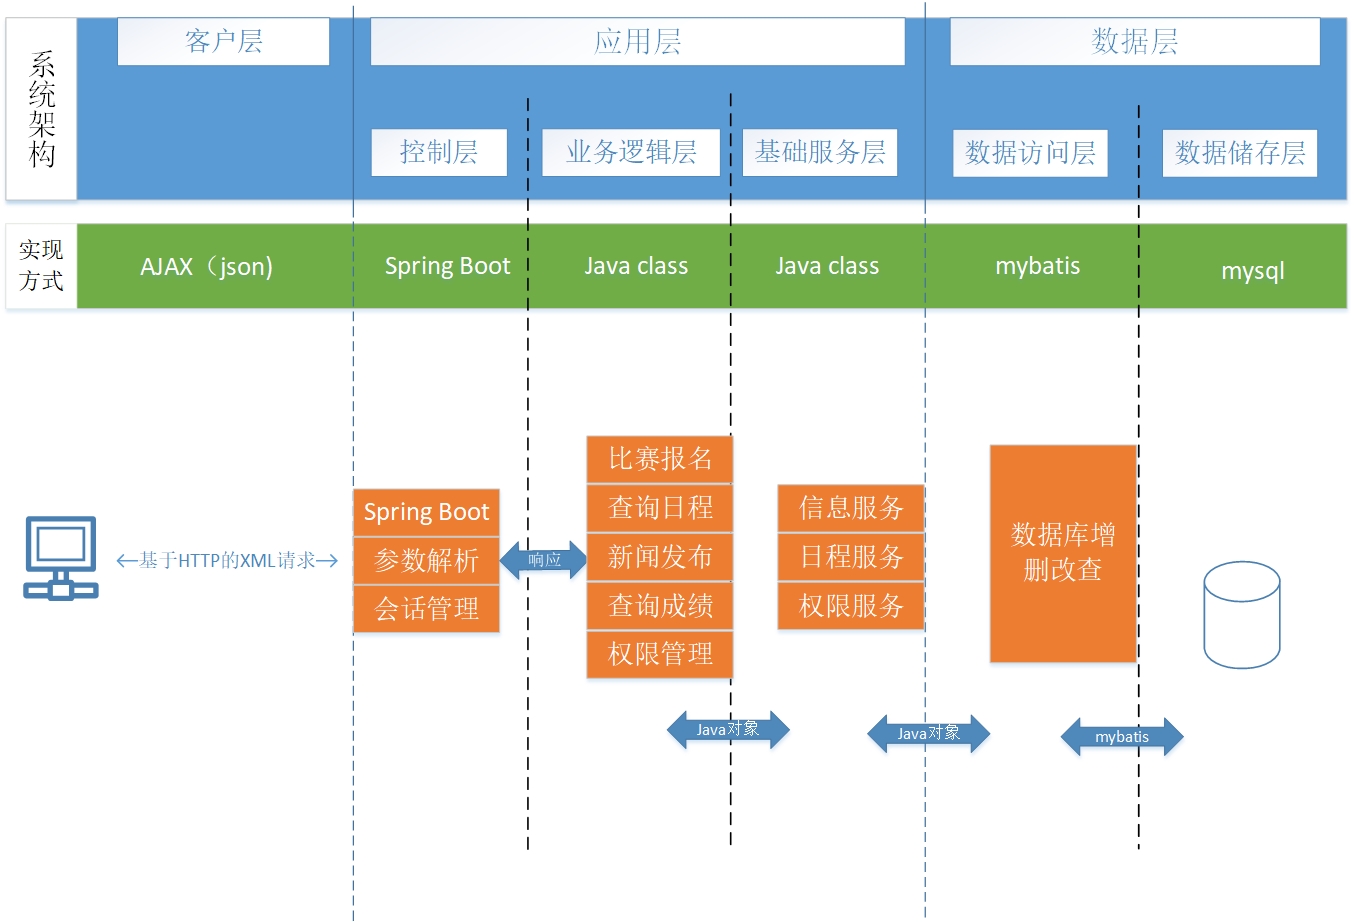 系统架构
客户层
应用层
数据层
控制层
业务逻辑层
基础服务层
数据访问层
数据储存层
实现
方式
AJAX（json)
Spring Boot
Java class
Java class
mybatis
mysql
←基于HTTP的XML请求→
Spring Boot
参数解析
会话管理
响应
比赛报名
查询日程
新闻发布
查询成绩
权限管理
信息服务
日程服务
权限服务
数据库增
删改查
Java对象
Java对象
mybatis